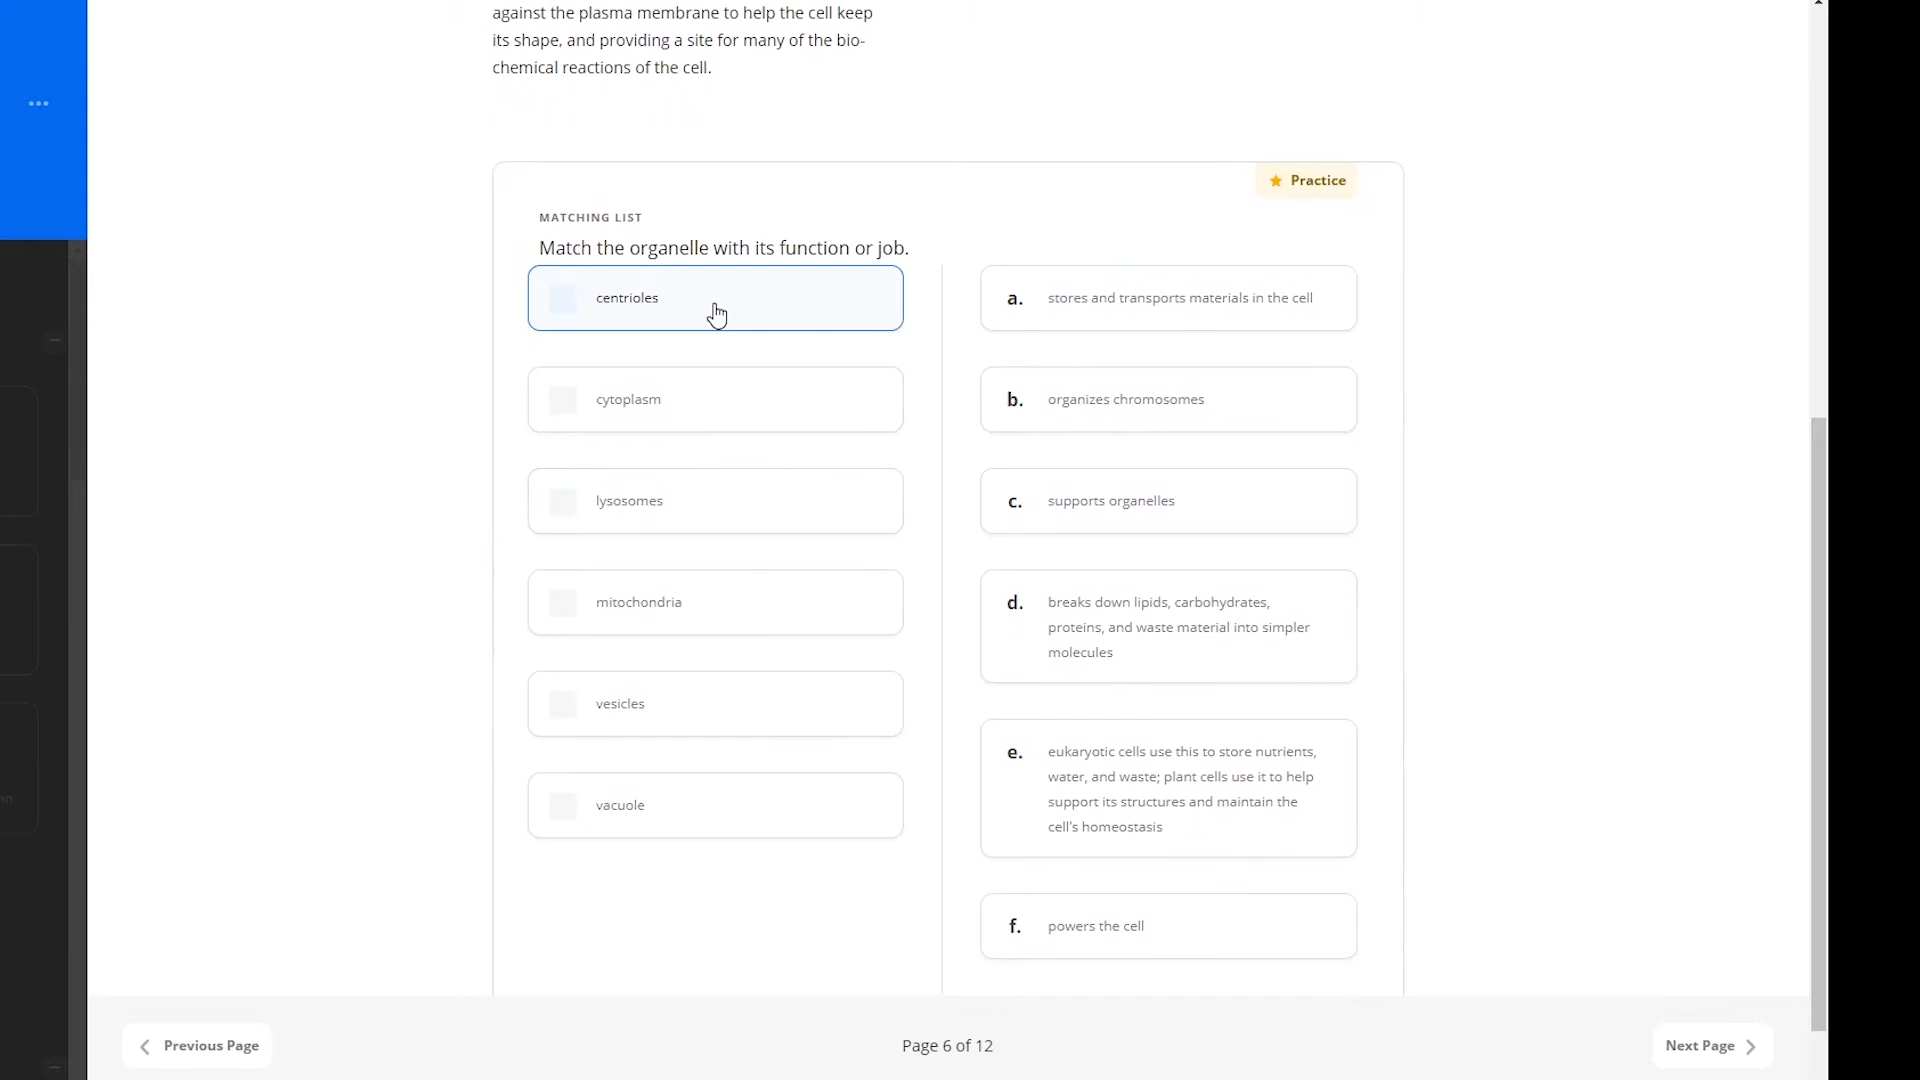 against the plasma membrane to help the cell keep
its shape, and providing a site for many of the bio-
chemical reactions of the cell.
Practice
MATCHING LIST
Match the organelle with its function or job.
centrioles
cytoplasm
lysosomes
mitochondria
vesicles
vacuole
a. stores and transports materials in the cell
b. organizes chromosomes
c. supports organelles
d. breaks down lipids, carbohydrates,
proteins, and waste material into simpler
molecules
e. eukaryotic cells use this to store nutrients,
water, and waste; plant cells use it to help
support its structures and maintain the
cell’s homeostasis
f. powers the cell
Previous Page
Page 6 of 12
Next Page